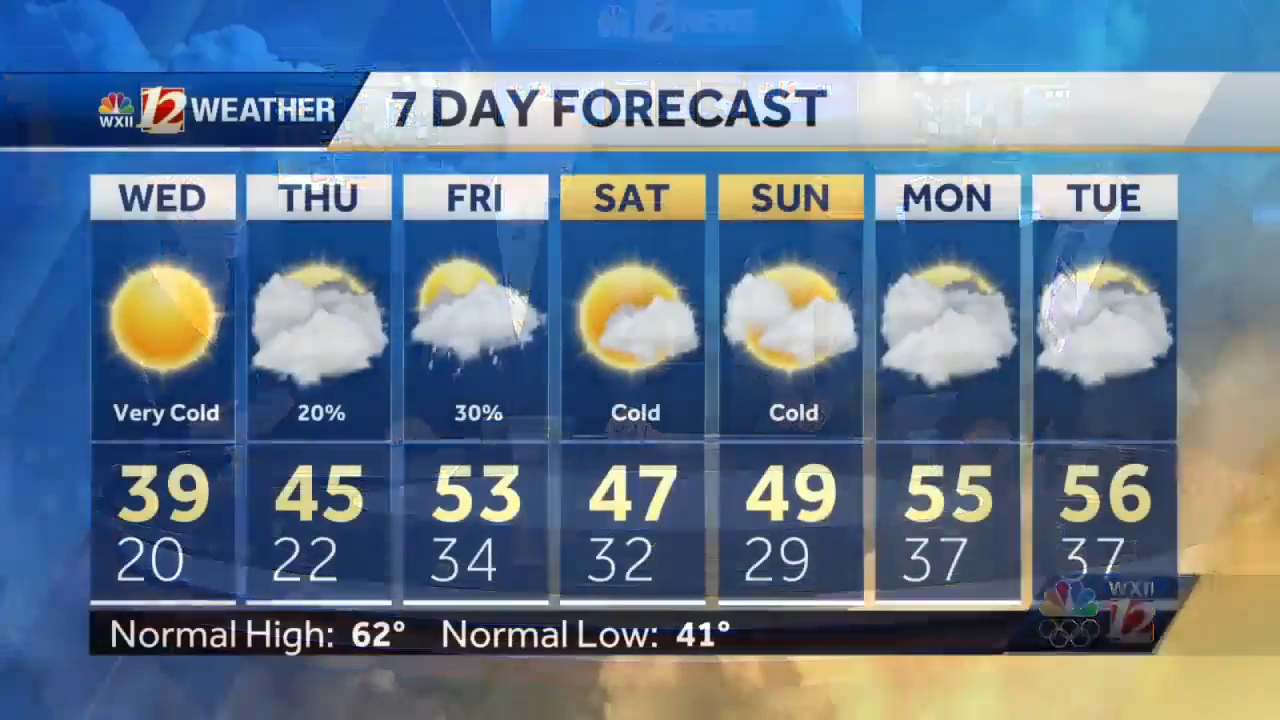 12 NEWS
WXII 12 WEATHER 7 DAY FORECAST
WED THU FRI SAT SUN MON TUE
Very Cold 20% 30% Cold Cold
39 45 53 47 49 55 56
20 22 34 32 29 37 37
Normal High: 62° Normal Low: 41°
WXII
12